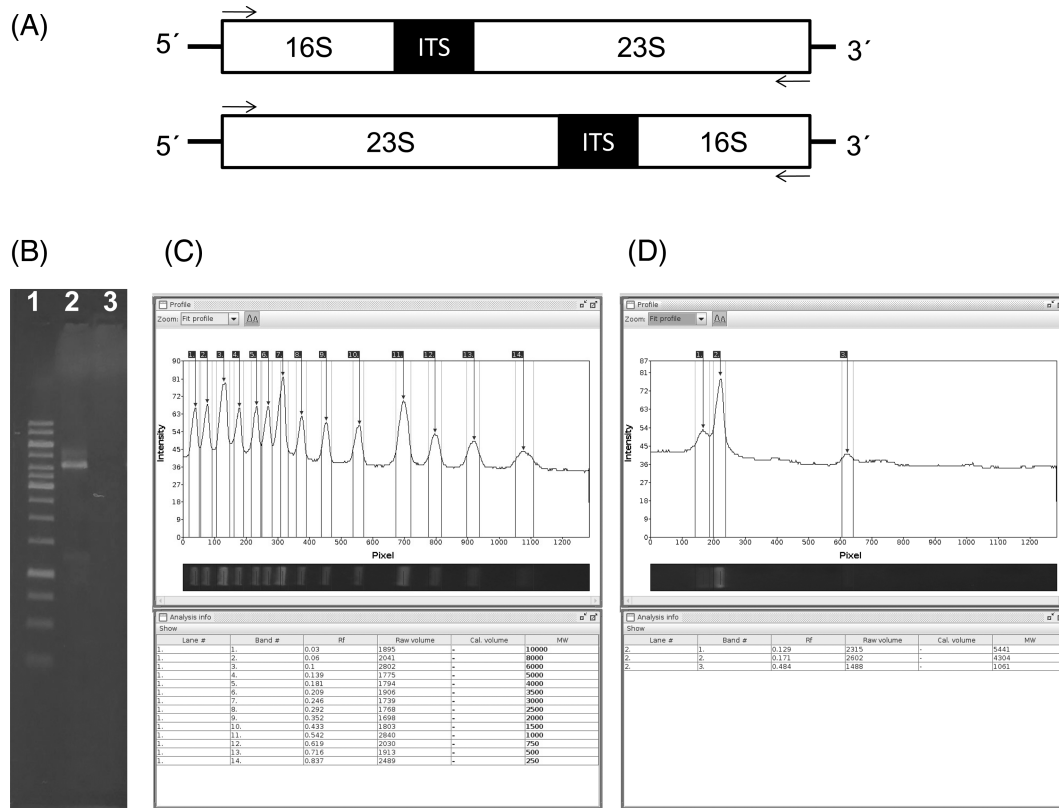 (A)
5´ 16S ITS 23S 3´
5´ 23S ITS 16S 3´
(B)
1 2 3
(C)
Profile
Zoom: Fit profile
1. 2. 3. 4. 5. 6. 7. 8. 9. 10. 11. 12. 13. 14.
90
81
72
63
54
45
36
27
18
9
0
Intensity
0 100 200 300 400 500 600 700 800 900 1000 1100 1200
Pixel
Analysis info
Show
Lane # Band # Rf Raw volume Cal. volume MW
1. 1. 0.03 1895 - 10000
1. 2. 0.06 2041 - 8000
1. 3. 0.1 2802 - 6000
1. 4. 0.139 1775 - 5000
1. 5. 0.181 1794 - 4000
1. 6. 0.209 1906 - 3500
1. 7. 0.246 1739 - 3000
1. 8. 0.292 1768 - 2500
1. 9. 0.352 1698 - 2000
1. 10. 0.433 1803 - 1500
1. 11. 0.542 2840 - 1000
1. 12. 0.619 2030 - 750
1. 13. 0.716 1913 - 500
1. 14. 0.837 2489 - 250
(D)
Profile
Zoom: Fit profile
1. 2. 3.
87
81
72
63
54
45
36
27
18
9
0
Intensity
0 100 200 300 400 500 600 700 800 900 1000 1100 1200
Pixel
Analysis info
Show
Lane # Band # Rf Raw volume Cal. volume MW
2. 1. 0.129 2315 - 5441
2. 2. 0.171 2602 - 4304
2. 3. 0.484 1488 - 1061